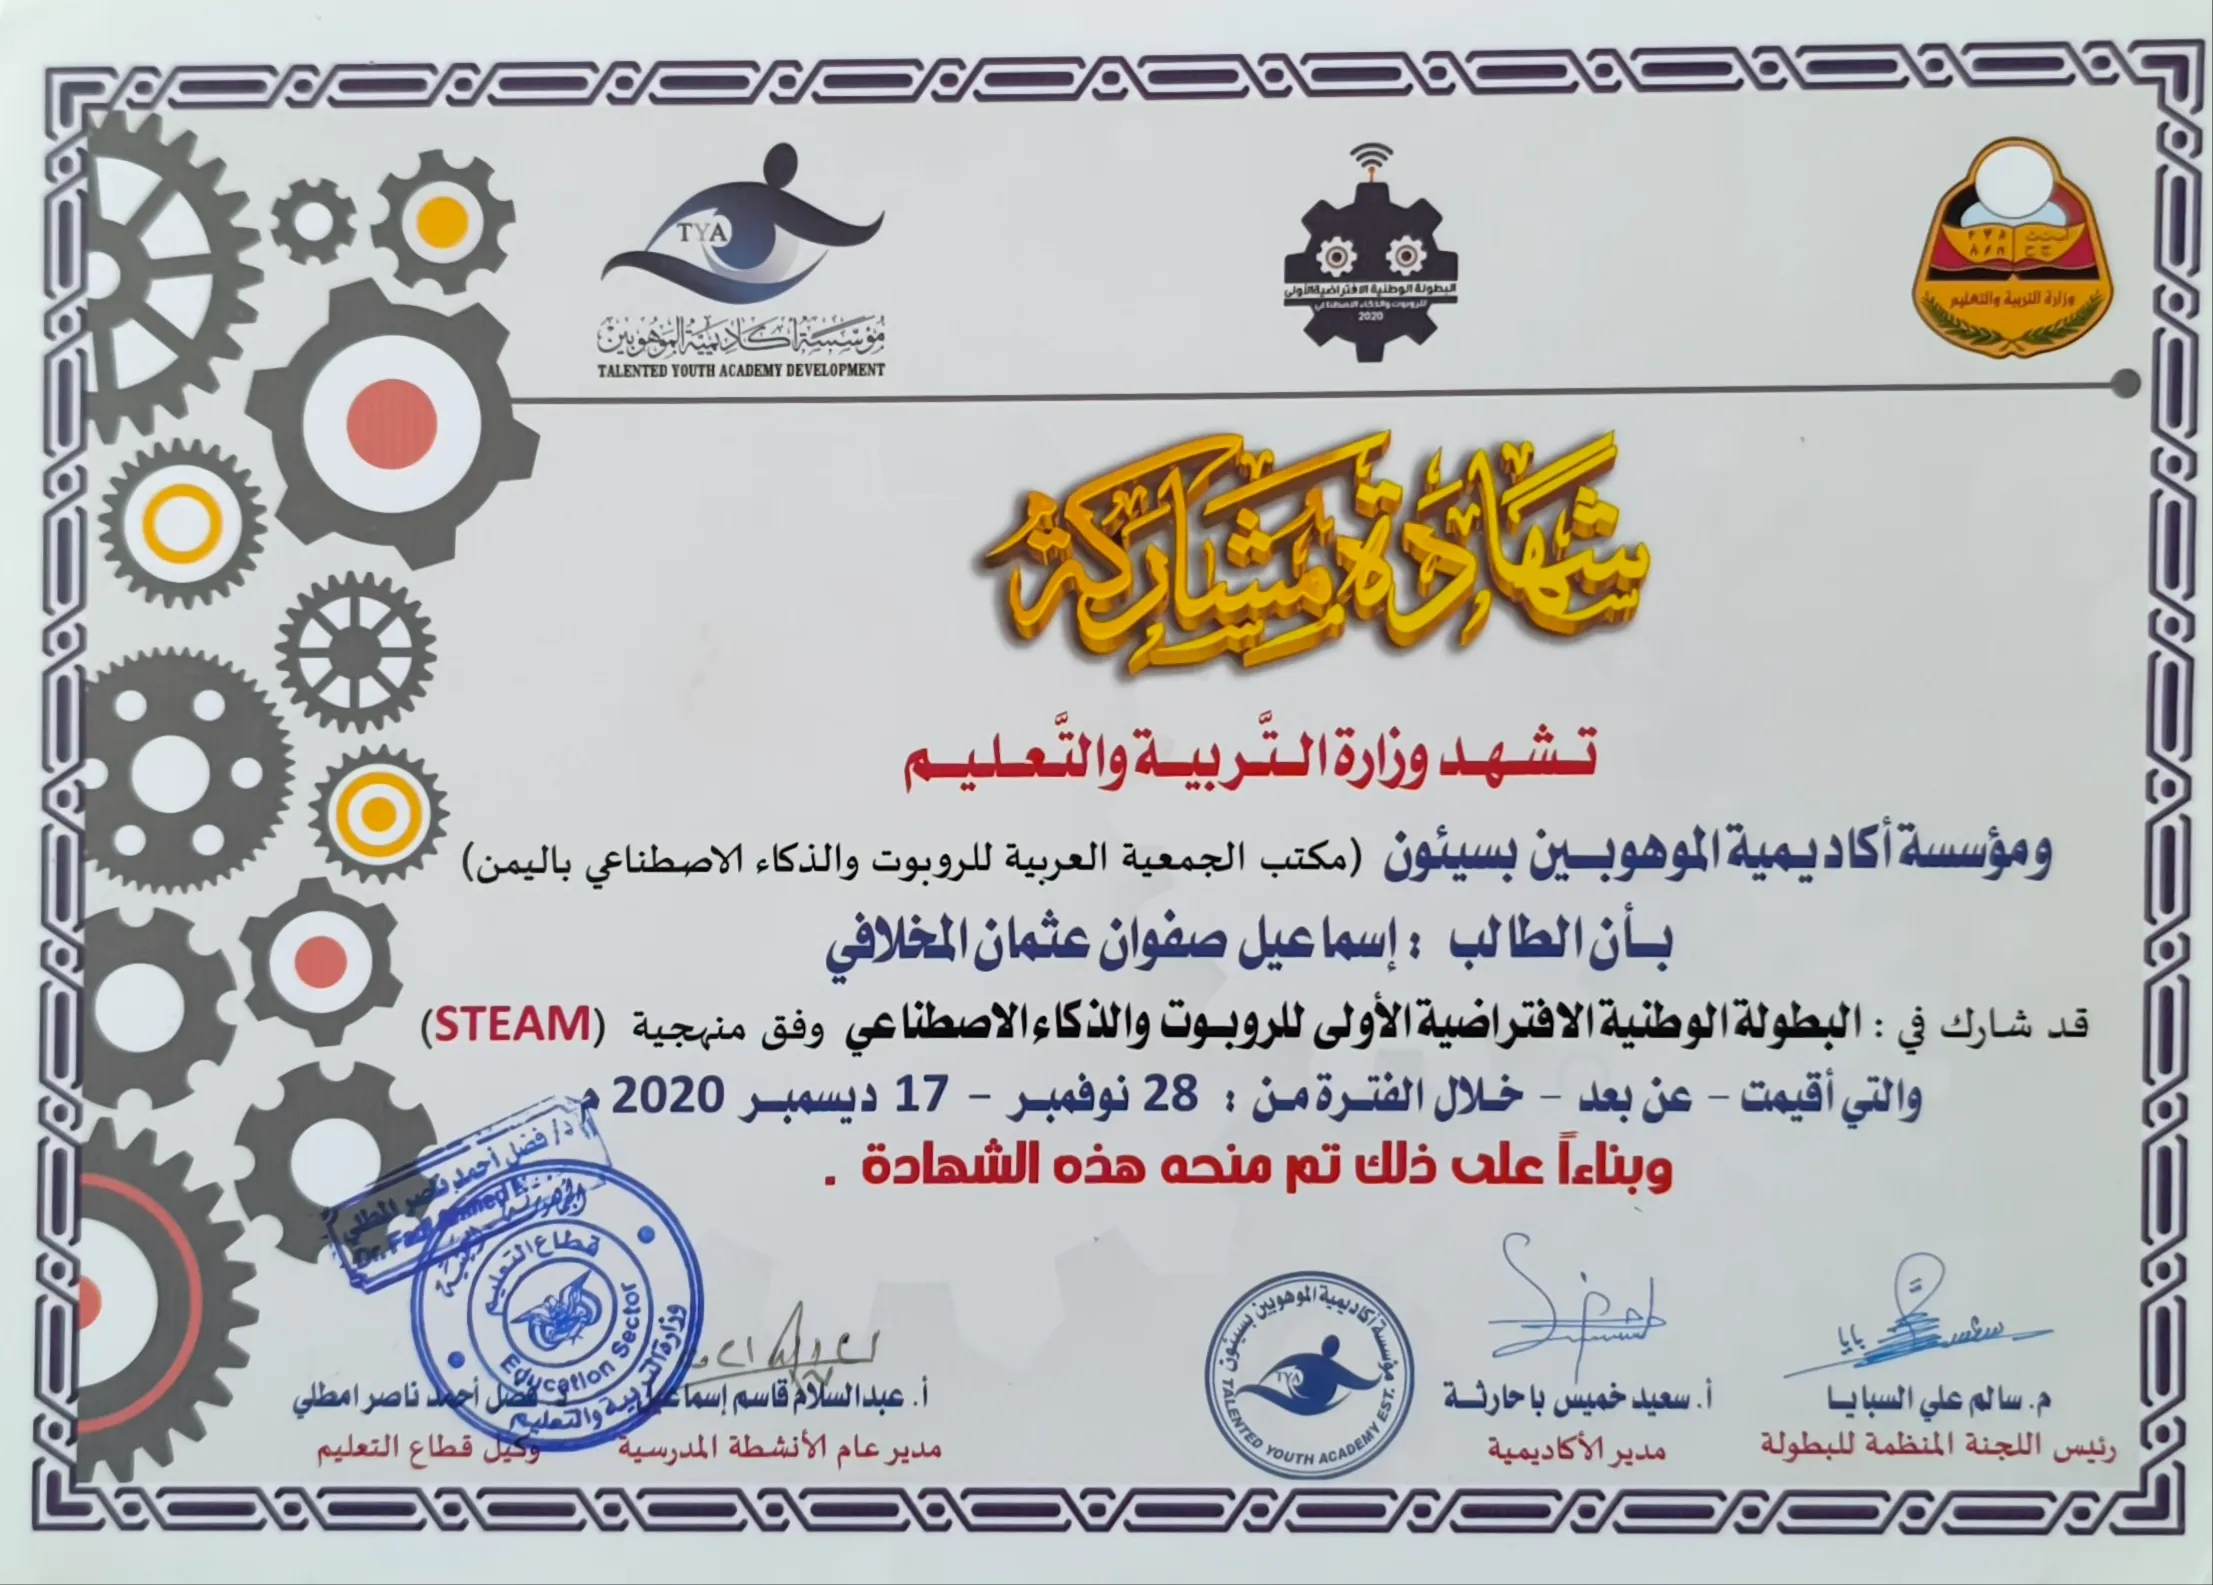 TYA
مؤسسة أكاديمية الموهوبين
TALENTED YOUTH ACADEMY DEVELOPMENT
البطولة الوطنية الافتراضية الأولى
للروبوت والذكاء الاصطناعي
2020
وزارة التربية والتعليم
شهادة مشاركة
تشهد وزارة التَّربية والتَّعليم
ومؤسسة أكاديمية الموهوبين بسيئون (مكتب الجمعية العربية للروبوت والذكاء الاصطناعي باليمن)
بأن الطالب : إسماعيل صفوان عثمان المخلافي
قد شارك في : البطولة الوطنية الافتراضية الأولى للروبوت والذكاء الاصطناعي وفق منهجية (STEAM)
والتي أقيمت - عن بعد - خلال الفترة من : 28 نوفمبر - 17 ديسمبر 2020 م
وبناءاً على ذلك تم منحه هذه الشهادة .
م. سالم علي السبايا
رئيس اللجنة المنظمة للبطولة
أ. سعيد خميس باحارثة
مدير الأكاديمية
مؤسسة أكاديمية الموهوبين بسيئون
TYA
TALENTED YOUTH ACADEMY EST.
أ. عبدالسلام قاسم إسماعيل
مدير عام الأنشطة المدرسية
د. فضل أحمد ناصر امطلي
وكيل قطاع التعليم
د/ فضل أحمد ناصر امطلي
Dr. Fadl Ahmed
الجمهورية اليمنية
قطاع التعليم
Education Sector
وزارة التربية والتعليم